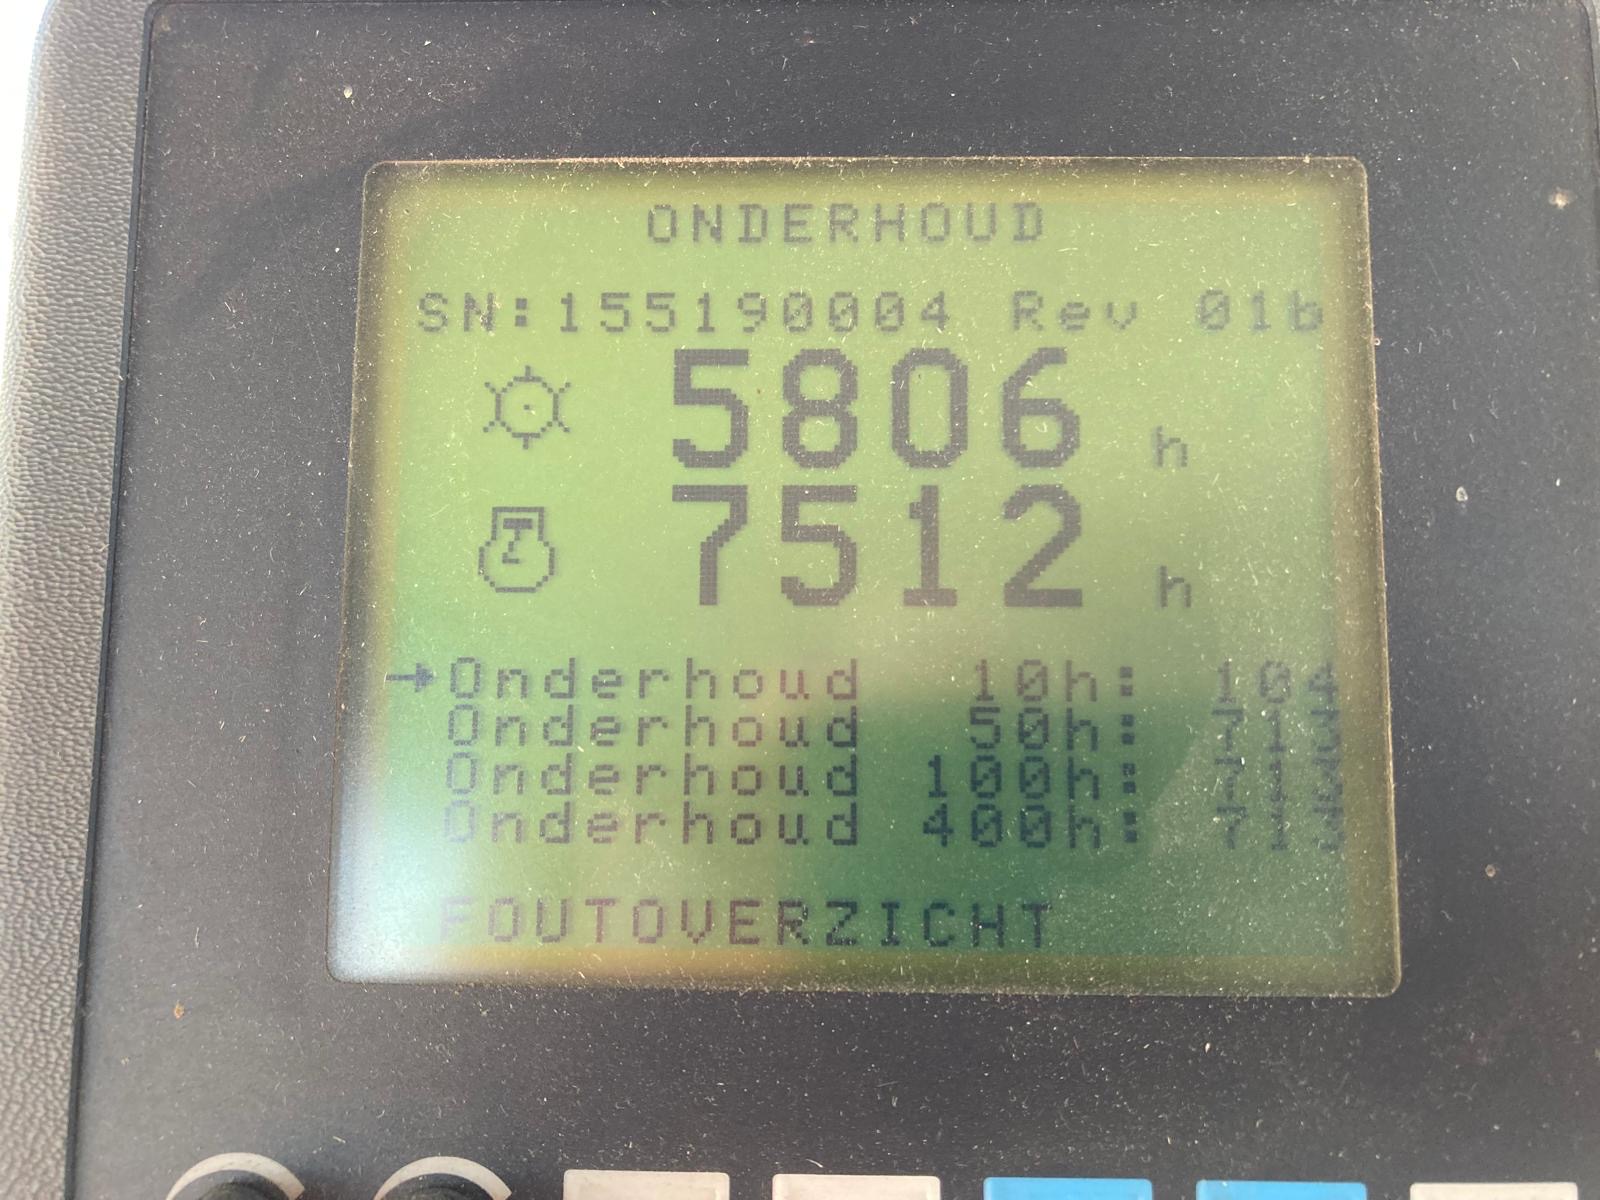 ONDERHOUD
SN:155190004 Rev 01b
5806 h
7512 h
→Onderhoud 10h: 104
Onderhoud 50h:
Onderhoud 100h:
Onderhoud 400h:
FOUTOVERZICHT